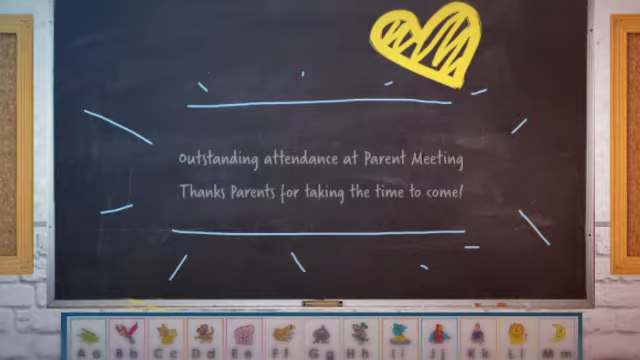 Outstanding attendance at Parent Meeting
Thanks Parents for taking the time to come!
Aa Bb Cc Dd Ee Ff Gg Hh Ii Jj Kk Ll Mm